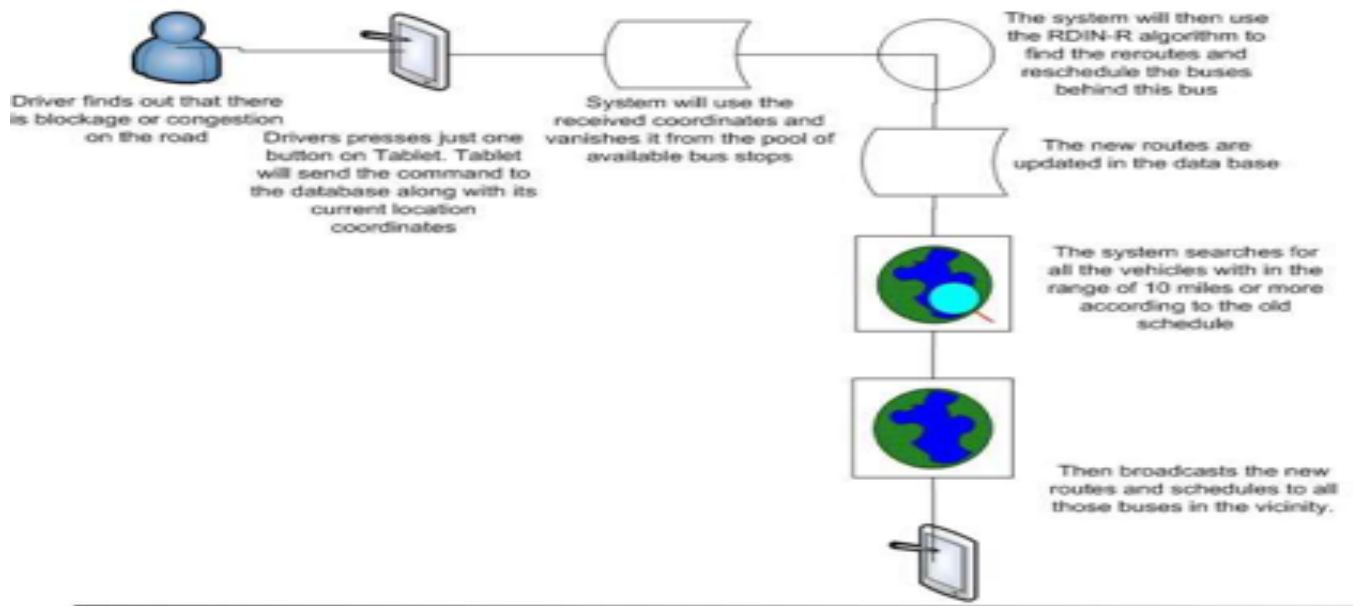 Driver finds out that there
is blockage or congestion
on the road
Drivers presses just one
button on Tablet. Tablet
will send the command to
the database along with its
current location
coordinates
System will use the
received coordinates and
vanishes it from the pool of
available bus stops
The system will then use
the RDIN-R algorithm to
find the reroutes and
reschedule the buses
behind this bus
The new routes are
updated in the data base
The system searches for
all the vehicles with in the
range of 10 miles or more
according to the old
schedule
Then broadcasts the new
routes and schedules to all
those buses in the vicinity.